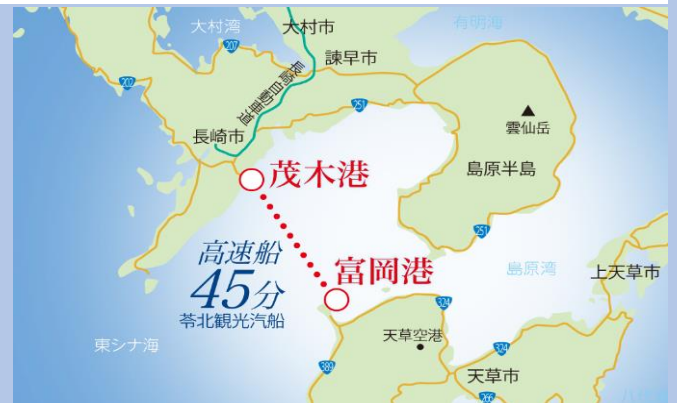 大村湾
大村市
有明海
207
諫早市
202
長崎自動車道
251
長崎市
雲仙岳
茂木港
島原半島
251
高速船
45分
苓北観光汽船
富岡港
島原湾
上天草市
324
東シナ海
天草空港
324
389
天草市
266